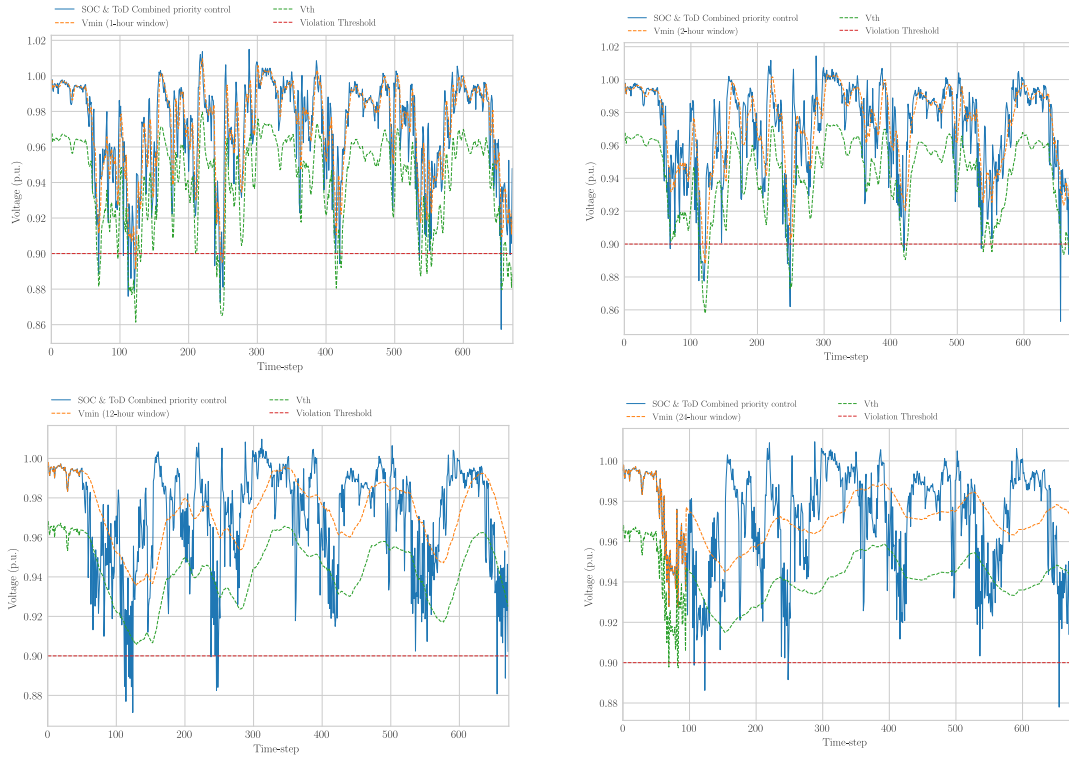 SOC & ToD Combined priority control
Vmin (1-hour window)
Vth
Violation Threshold
1.02
1.00
0.98
0.96
0.94
0.92
0.90
0.88
0.86
Voltage (p.u.)
0 100 200 300 400 500 600
Time-step
SOC & ToD Combined priority control
Vmin (2-hour window)
Vth
Violation Threshold
1.02
1.00
0.98
0.96
0.94
0.92
0.90
0.88
0.86
Voltage (p.u.)
0 100 200 300 400 500 600
Time-step
SOC & ToD Combined priority control
Vmin (12-hour window)
Vth
Violation Threshold
1.00
0.98
0.96
0.94
0.92
0.90
0.88
Voltage (p.u.)
0 100 200 300 400 500 600
Time-step
SOC & ToD Combined priority control
Vmin (24-hour window)
Vth
Violation Threshold
1.00
0.98
0.96
0.94
0.92
0.90
0.88
Voltage (p.u.)
0 100 200 300 400 500 600
Time-step